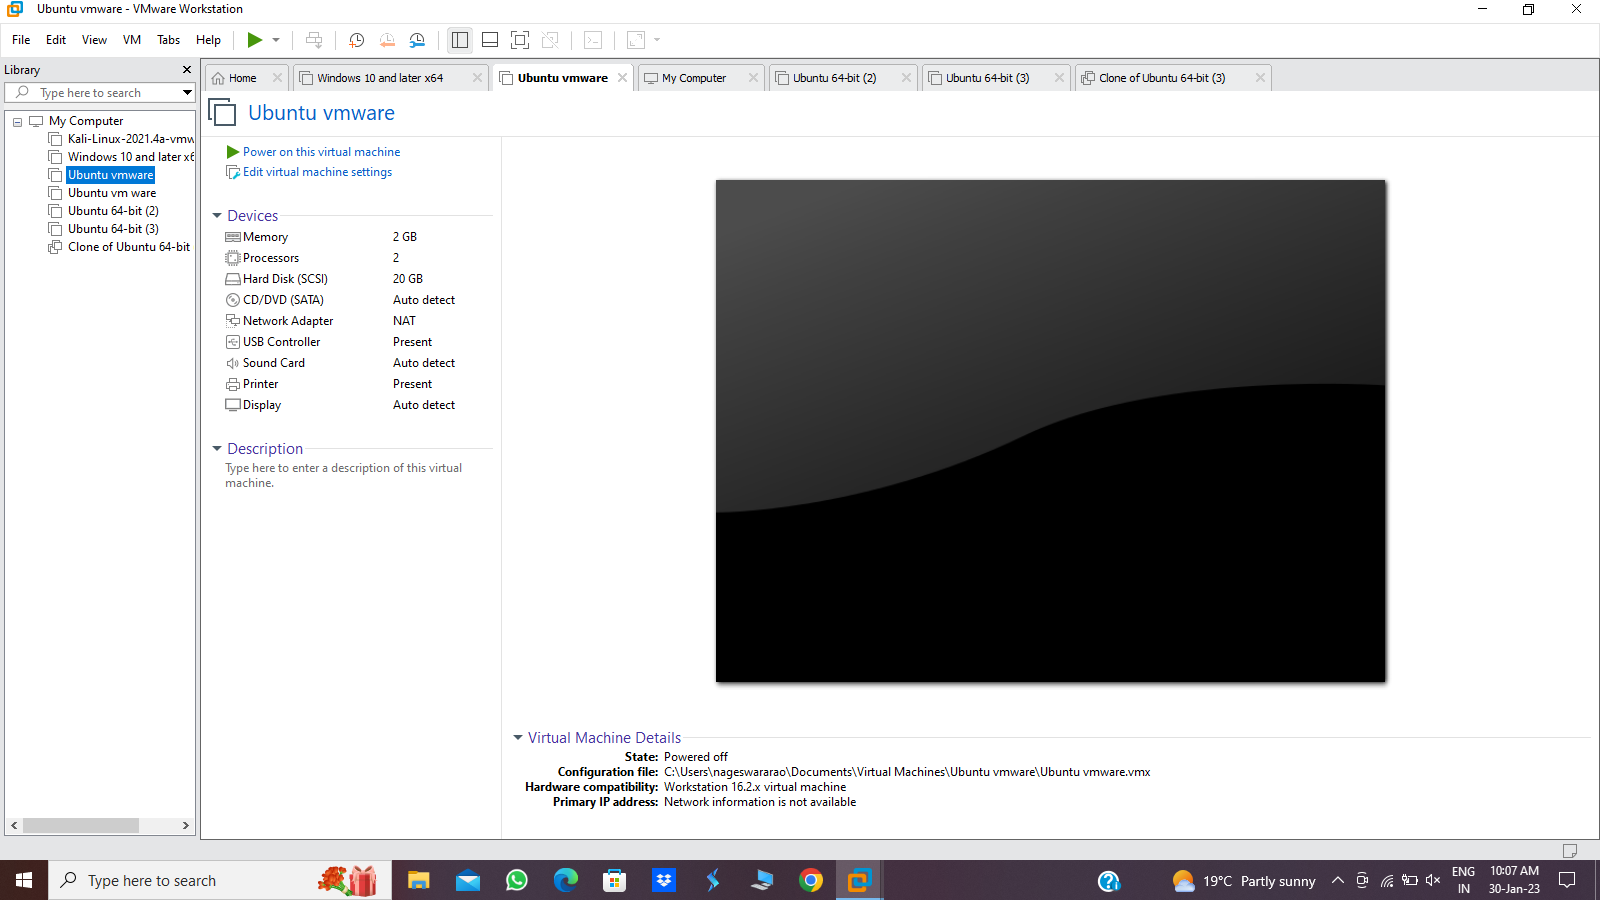 Ubuntu vmware - VMware Workstation
File Edit View VM Tabs Help
Library
Type here to search
My Computer
Kali-Linux-2021.4a-vmw
Windows 10 and later x6
Ubuntu vmware
Ubuntu vm ware
Ubuntu 64-bit (2)
Ubuntu 64-bit (3)
Clone of Ubuntu 64-bit
Home
Windows 10 and later x64
Ubuntu vmware
My Computer
Ubuntu 64-bit (2)
Ubuntu 64-bit (3)
Clone of Ubuntu 64-bit (3)
Ubuntu vmware
Power on this virtual machine
Edit virtual machine settings
Devices
Memory 2 GB
Processors 2
Hard Disk (SCSI) 20 GB
CD/DVD (SATA) Auto detect
Network Adapter NAT
USB Controller Present
Sound Card Auto detect
Printer Present
Display Auto detect
Description
Type here to enter a description of this virtual
machine.
Virtual Machine Details
State: Powered off
Configuration file: C:\Users\nageswararao\Documents\Virtual Machines\Ubuntu vmware\Ubuntu vmware.vmx
Hardware compatibility: Workstation 16.2.x virtual machine
Primary IP address: Network information is not available
Type here to search
19°C Partly sunny
ENG
IN
10:07 AM
30-Jan-23